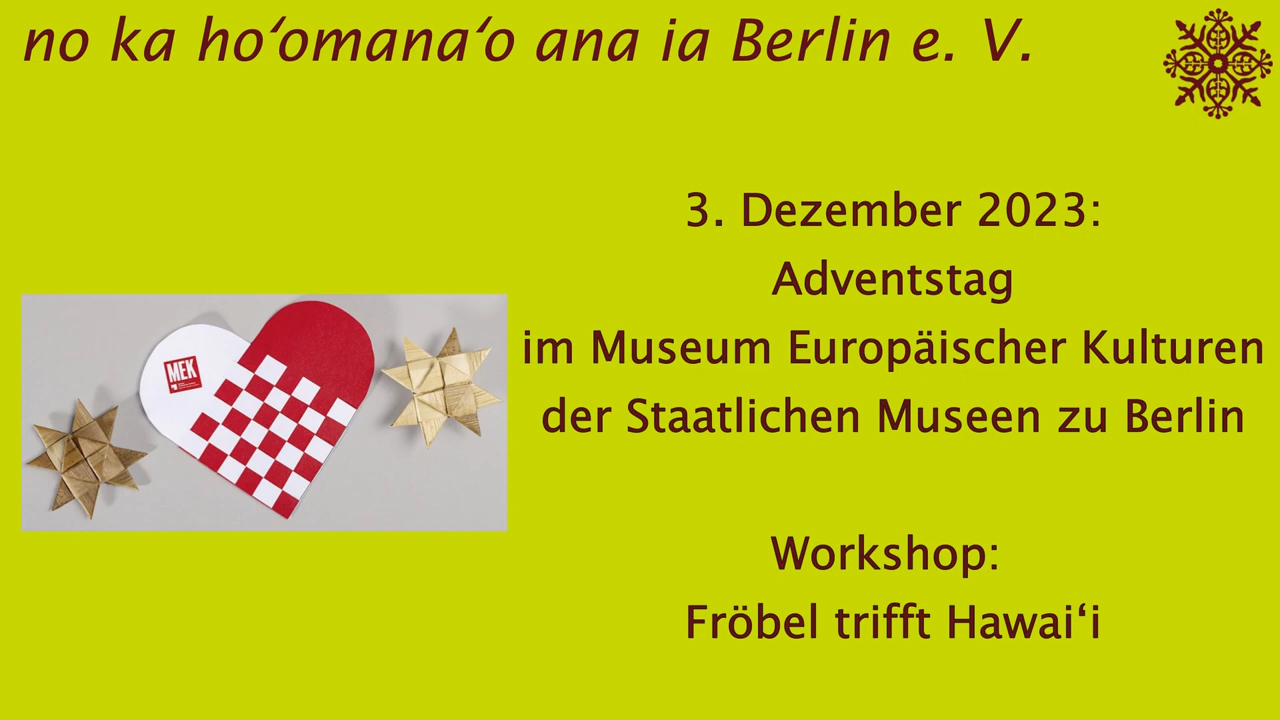 no ka hoʻomanaʻo ana ia Berlin e. V.
3. Dezember 2023:
Adventstag
im Museum Europäischer Kulturen
der Staatlichen Museen zu Berlin
MEK
Workshop:
Fröbel trifft Hawaiʻi